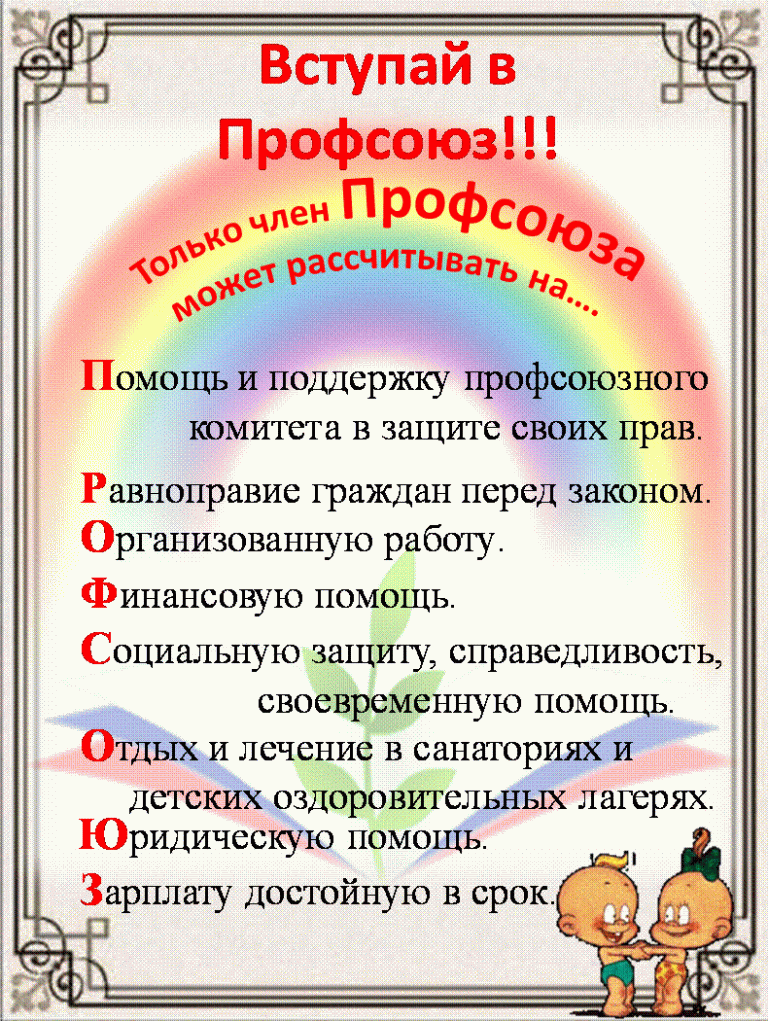 Вступай в
Профсоюз!!!
Только член Профсоюза
может рассчитывать на....
Помощь и поддержку профсоюзного
комитета в защите своих прав.
Равноправие граждан перед законом.
Организованную работу.
Финансовую помощь.
Социальную защиту, справедливость,
своевременную помощь.
Отдых и лечение в санаториях и
детских оздоровительных лагерях.
Юридическую помощь.
Зарплату достойную в срок.